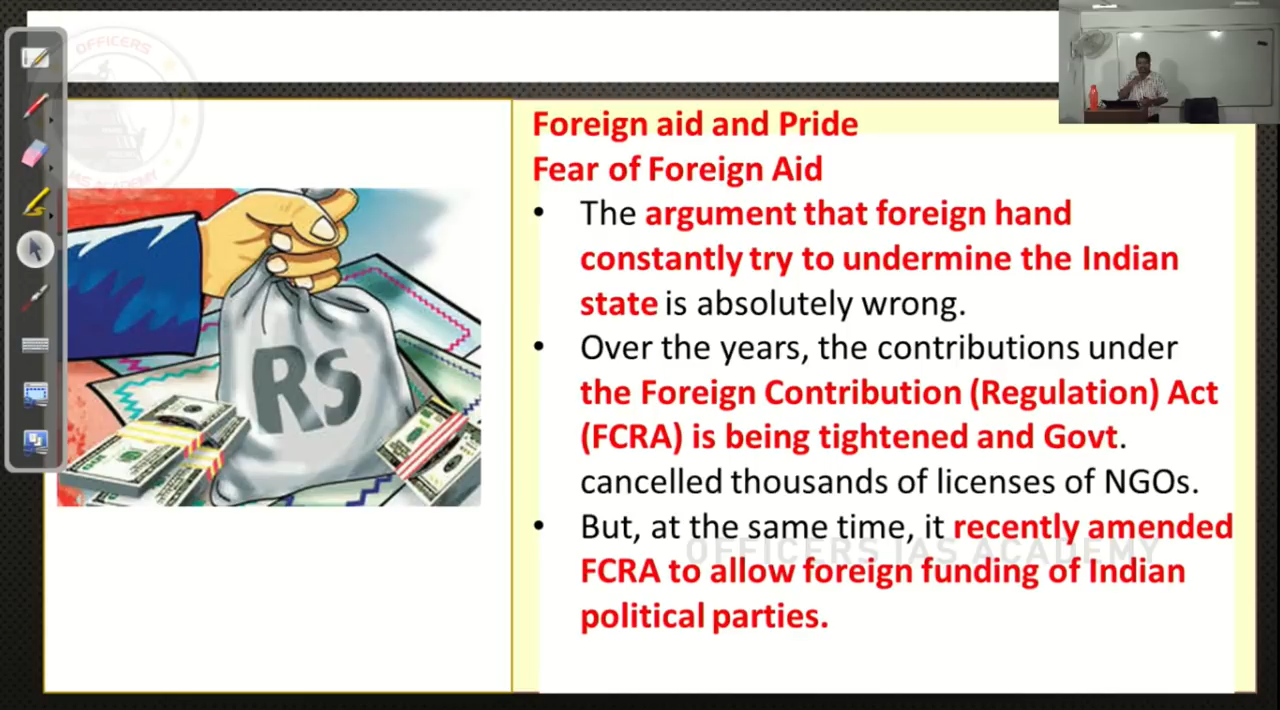 OFFICERS
IAS ACADEMY
Foreign aid and Pride
Fear of Foreign Aid
• The argument that foreign hand
constantly try to undermine the Indian
state is absolutely wrong.
• Over the years, the contributions under
the Foreign Contribution (Regulation) Act
(FCRA) is being tightened and Govt.
cancelled thousands of licenses of NGOs.
• But, at the same time, it recently amended
FCRA to allow foreign funding of Indian
political parties.
OFFICERS IAS ACADEMY
RS